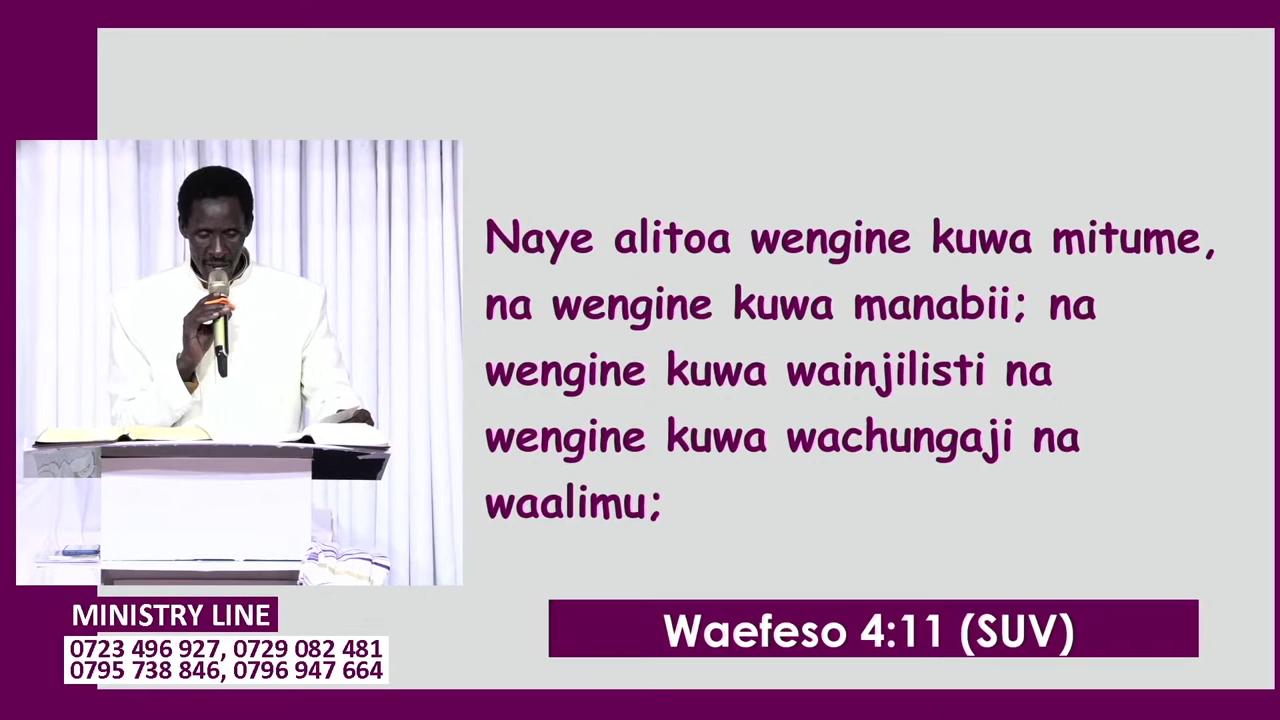 Naye alitoa wengine kuwa mitume,
na wengine kuwa manabii; na
wengine kuwa wainjilisti na
wengine kuwa wachungaji na
waalimu;
Waefeso 4:11 (SUV)
MINISTRY LINE
0723 496 927, 0729 082 481
0795 738 846, 0796 947 664